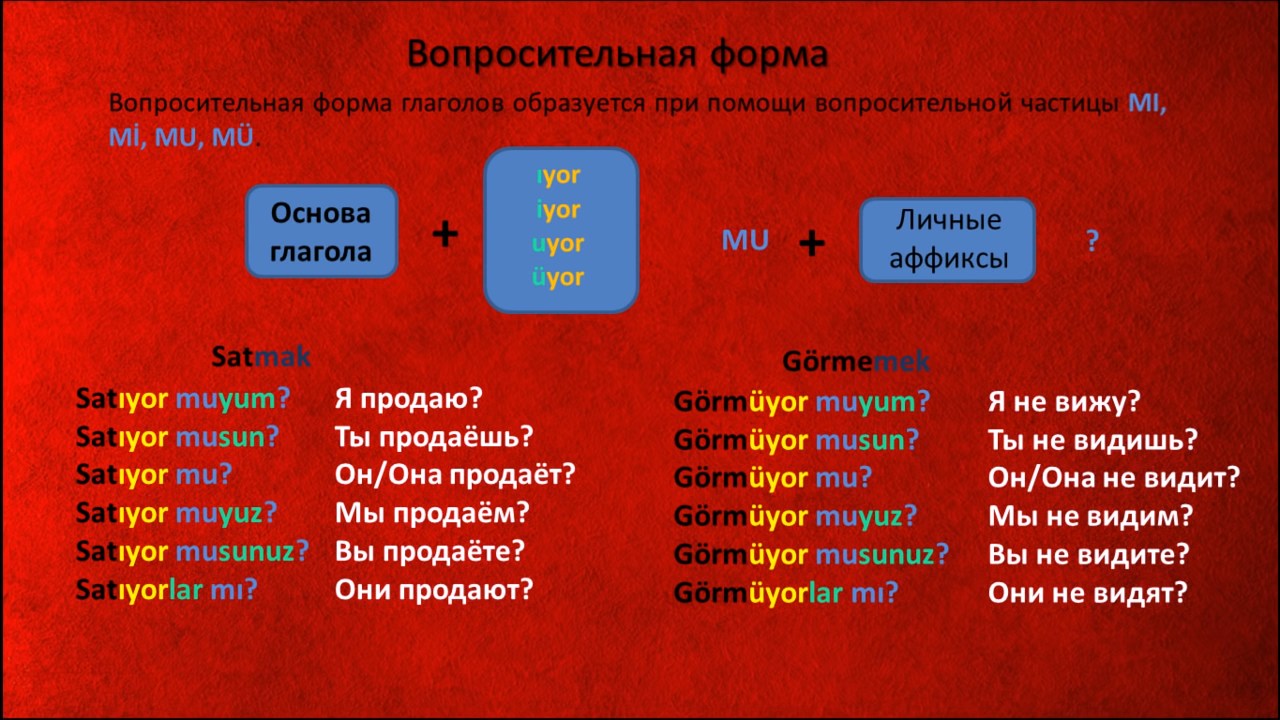 Вопросительная форма
Вопросительная форма глаголов образуется при помощи вопросительной частицы MI,
Mİ, MU, MÜ.
Основа
глагола
+
ıyor
iyor
uyor
üyor
MU
+
Личные
аффиксы
?
Satmak
Satıyor muyum? Я продаю?
Satıyor musun? Ты продаёшь?
Satıyor mu? Он/Она продаёт?
Satıyor muyuz? Мы продаём?
Satıyor musunuz? Вы продаёте?
Satıyorlar mı? Они продают?
Görmemek
Görmüyor muyum? Я не вижу?
Görmüyor musun? Ты не видишь?
Görmüyor mu? Он/Она не видит?
Görmüyor muyuz? Мы не видим?
Görmüyor musunuz? Вы не видите?
Görmüyorlar mı? Они не видят?